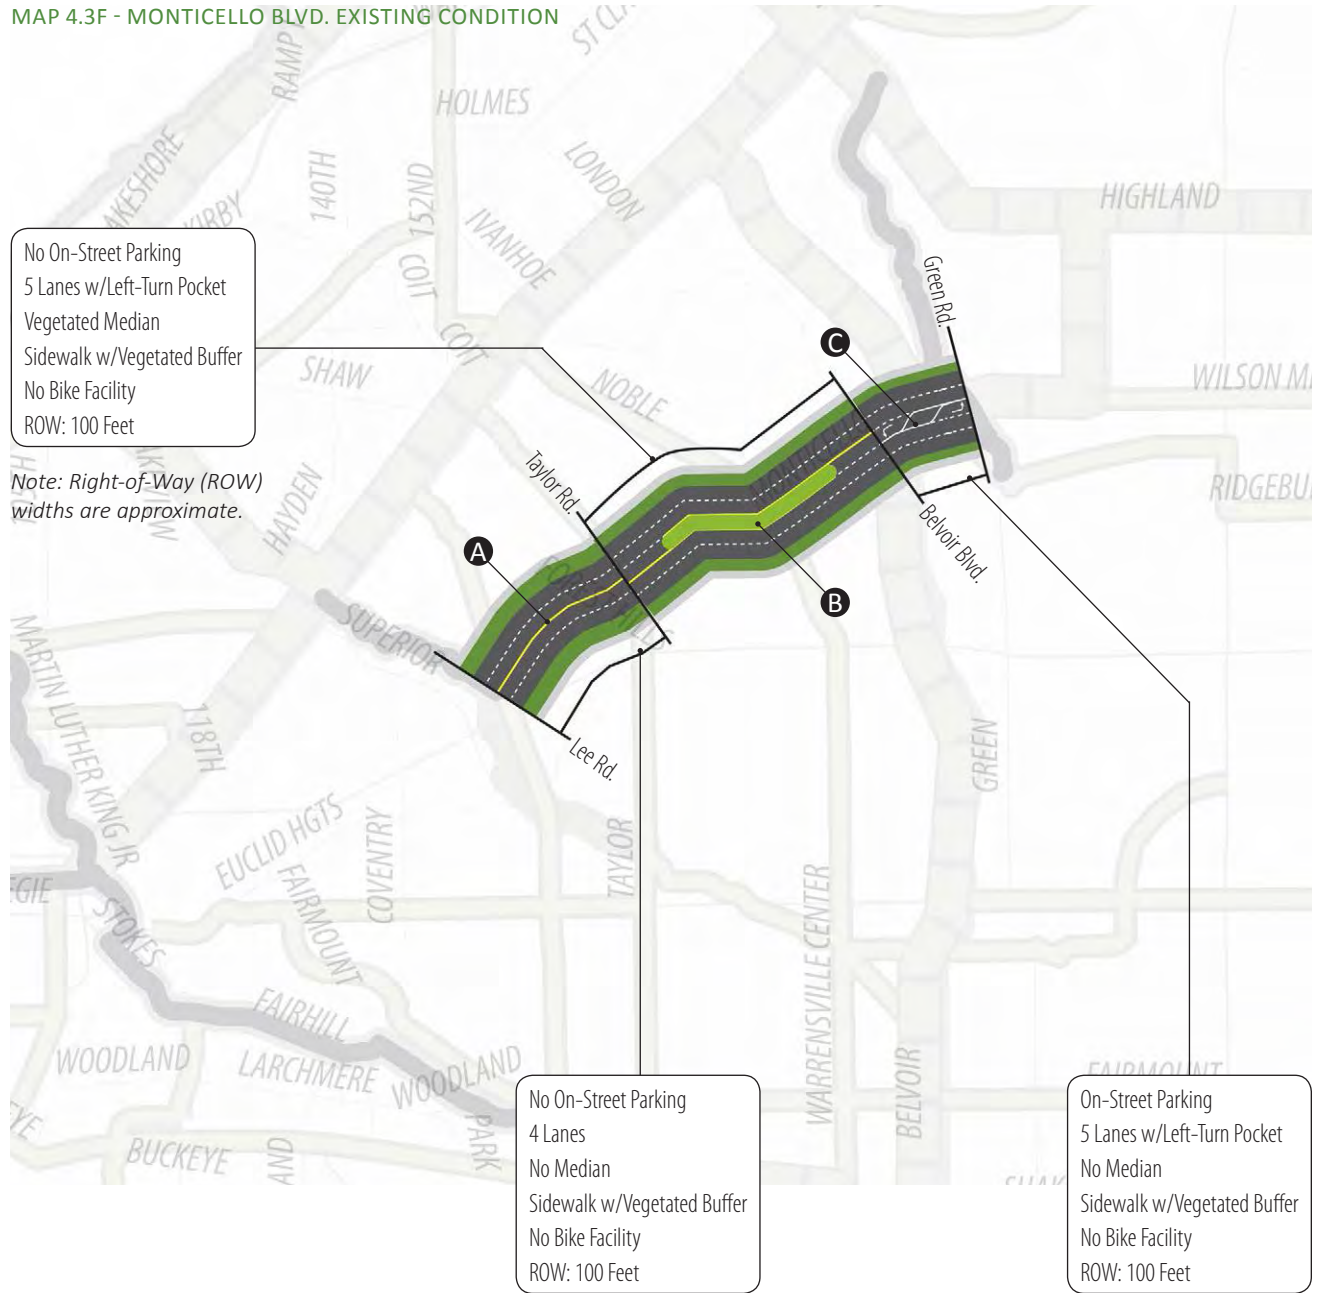 MAP 4.3F - MONTICELLO BLVD. EXISTING CONDITION
RAMP
HOLMES
140TH
152ND
LONDON
KIRBY
IVANHOE
HIGHLAND
No On-Street Parking
5 Lanes w/Left-Turn Pocket
Vegetated Median
Sidewalk w/Vegetated Buffer
No Bike Facility
ROW: 100 Feet
COIT
COIT
Green Rd.
C
SHAW
NOBLE
WILSON MI
Note: Right-of-Way (ROW)
widths are approximate.
HAYDEN
Taylor Rd.
RIDGEBU
Belvoir Blvd.
A
B
SUPERIOR
MARTIN LUTHER KING JR
118TH
Lee Rd.
GREEN
EUCLID HGTS
FAIRMOUNT
COVENTRY
TAYLOR
WARRENSVILLE CENTER
GIE
STOKES
FAIRHILL
WOODLAND
LARCHMERE
WOODLAND
BELVOIR
FAIRMOUNT
BUCKEYE
PARK
No On-Street Parking
4 Lanes
No Median
Sidewalk w/Vegetated Buffer
No Bike Facility
ROW: 100 Feet
On-Street Parking
5 Lanes w/Left-Turn Pocket
No Median
Sidewalk w/Vegetated Buffer
No Bike Facility
ROW: 100 Feet